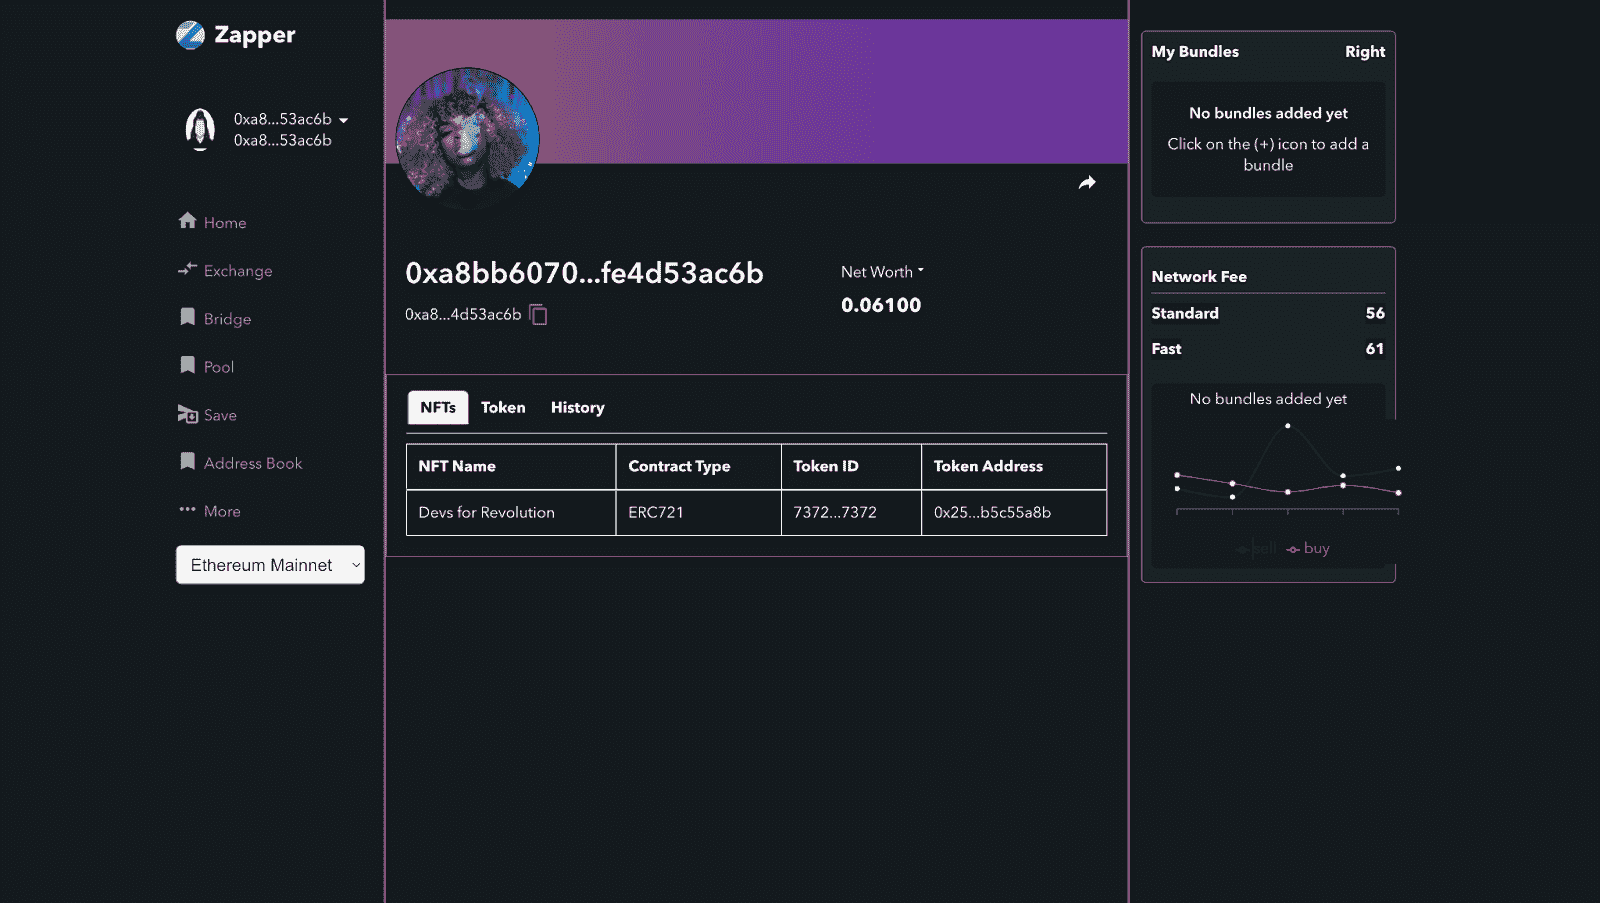 Zapper
0xa8...53ac6b
0xa8...53ac6b
Home
Exchange
Bridge
Pool
Save
Address Book
More
Ethereum Mainnet
0xa8bb6070...fe4d53ac6b
0xa8...4d53ac6b
Net Worth
0.06100
NFTs Token History
NFT Name Contract Type Token ID Token Address
Devs for Revolution ERC721 7372...7372 0x25...b5c55a8b
My Bundles Right
No bundles added yet
Click on the (+) icon to add a
bundle
Network Fee
Standard 56
Fast 61
No bundles added yet
sell buy